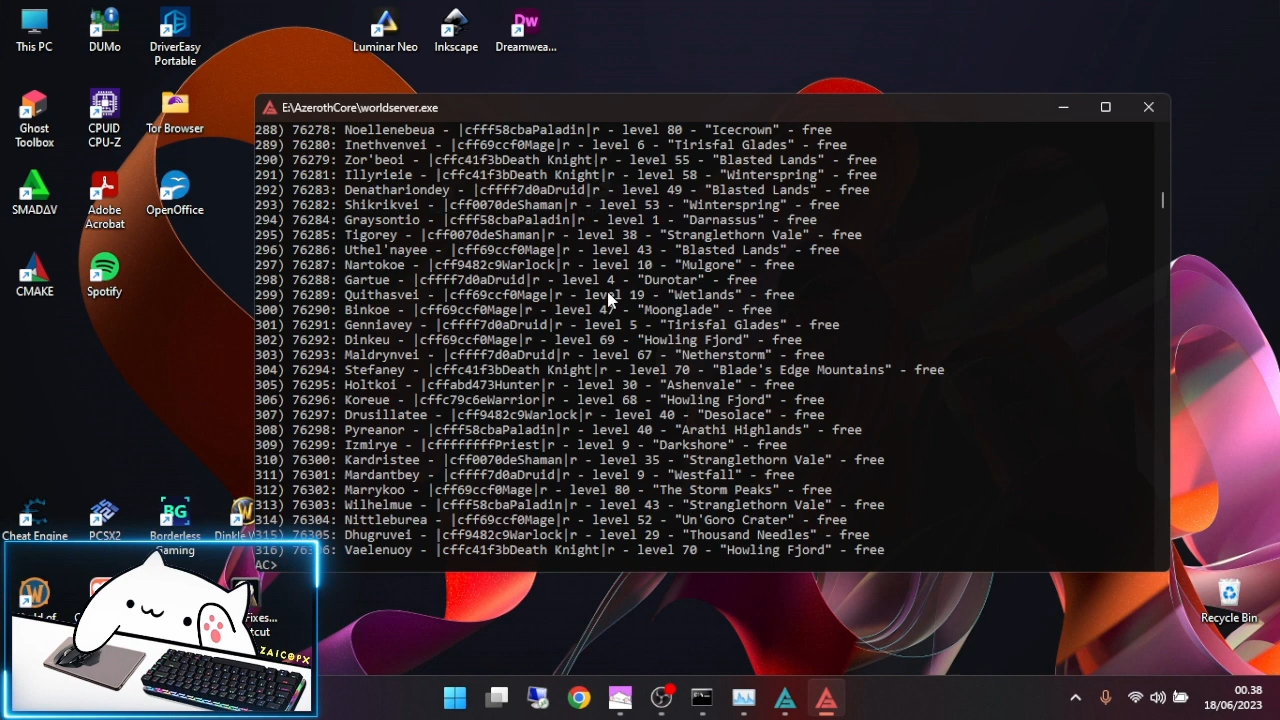 This PC
DUMo
DriverEasy Portable
Luminar Neo
Inkscape
Dw
Dreamwea...
Ghost Toolbox
CPUID CPU-Z
Tor Browser
SMADΔV
Adobe Acrobat
OpenOffice
CMAKE
Spotify
E:\AzerothCore\worldserver.exe
288) 76278: Noellenebeua - |cfff58cbaPaladin|r - level 80 - "Icecrown" - free
289) 76280: Inethvenvei - |cff69ccf0Mage|r - level 6 - "Tirisfal Glades" - free
290) 76279: Zor'beoi - |cffc41f3bDeath Knight|r - level 55 - "Blasted Lands" - free
291) 76281: Illyrieie - |cffc41f3bDeath Knight|r - level 58 - "Winterspring" - free
292) 76283: Denathariondey - |cffff7d0aDruid|r - level 49 - "Blasted Lands" - free
293) 76282: Shikrikvei - |cff0070deShaman|r - level 53 - "Winterspring" - free
294) 76284: Graysontio - |cfff58cbaPaladin|r - level 1 - "Darnassus" - free
295) 76285: Tigorey - |cff0070deShaman|r - level 38 - "Stranglethorn Vale" - free
296) 76286: Uthel'nayee - |cff69ccf0Mage|r - level 43 - "Blasted Lands" - free
297) 76287: Nartokoe - |cff9482c9Warlock|r - level 10 - "Mulgore" - free
298) 76288: Gartue - |cffff7d0aDruid|r - level 4 - "Durotar" - free
299) 76289: Quithasvei - |cff69ccf0Mage|r - level 19 - "Wetlands" - free
300) 76290: Binkoe - |cff69ccf0Mage|r - level 47 - "Moonglade" - free
301) 76291: Genniavey - |cffff7d0aDruid|r - level 5 - "Tirisfal Glades" - free
302) 76292: Dinkeu - |cff69ccf0Mage|r - level 69 - "Howling Fjord" - free
303) 76293: Maldrynvei - |cffff7d0aDruid|r - level 67 - "Netherstorm" - free
304) 76294: Stefaney - |cffc41f3bDeath Knight|r - level 70 - "Blade's Edge Mountains" - free
305) 76295: Holtkoi - |cffabd473Hunter|r - level 30 - "Ashenvale" - free
306) 76296: Koreue - |cffc79c6eWarrior|r - level 68 - "Howling Fjord" - free
307) 76297: Drusillatee - |cff9482c9Warlock|r - level 40 - "Desolace" - free
308) 76298: Pyreanor - |cfff58cbaPaladin|r - level 40 - "Arathi Highlands" - free
309) 76299: Izmirye - |cffffffffPriest|r - level 9 - "Darkshore" - free
310) 76300: Kardristee - |cff0070deShaman|r - level 35 - "Stranglethorn Vale" - free
311) 76301: Mardantbey - |cffff7d0aDruid|r - level 9 - "Westfall" - free
312) 76302: Marrykoo - |cff69ccf0Mage|r - level 80 - "The Storm Peaks" - free
313) 76303: Wilhelmue - |cfff58cbaPaladin|r - level 43 - "Stranglethorn Vale" - free
314) 76304: Nittleburea - |cff69ccf0Mage|r - level 52 - "Un'Goro Crater" - free
315) 76305: Dhugruvei - |cff9482c9Warlock|r - level 29 - "Thousand Needles" - free
316) 76306: Vaelenuoy - |cffc41f3bDeath Knight|r - level 70 - "Howling Fjord" - free
AC>
Cheat Engine
PCSX2
BG
Borderless Gaming
Dinkle
ZAIC@PX
Recycle Bin
00.38
18/06/2023